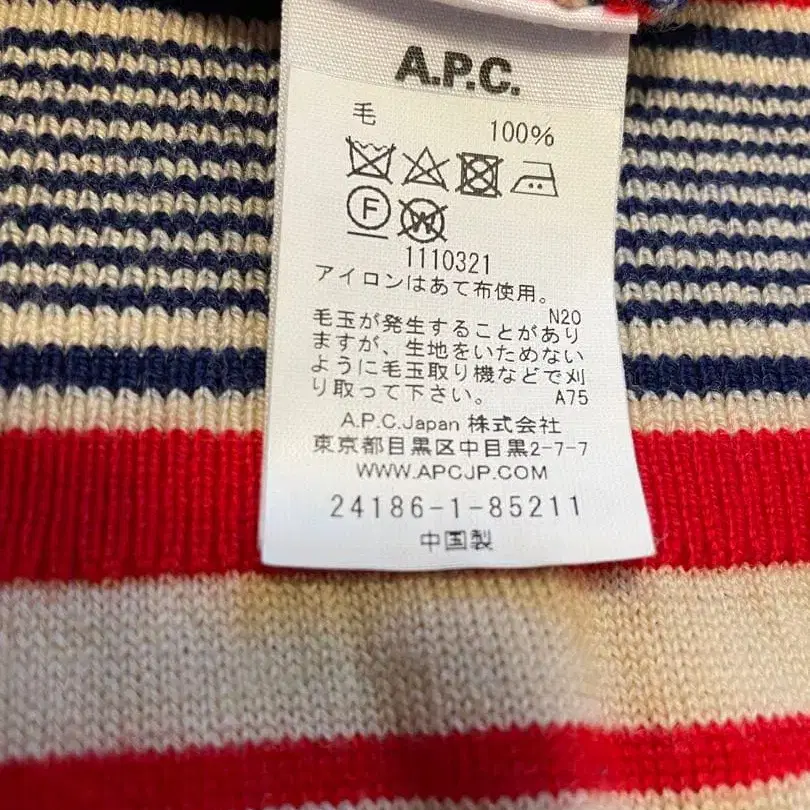 A.P.C.
毛 100%
F W
1110321
アイロンはあて布使用。
N20
毛玉が発生することがあり
ますが、生地をいためない
ように毛玉取り機などで刈
り取って下さい。 A75
A.P.C.Japan 株式会社
東京都目黒区中目黒2-7-7
WWW.APCJP.COM
24186-1-85211
中国製